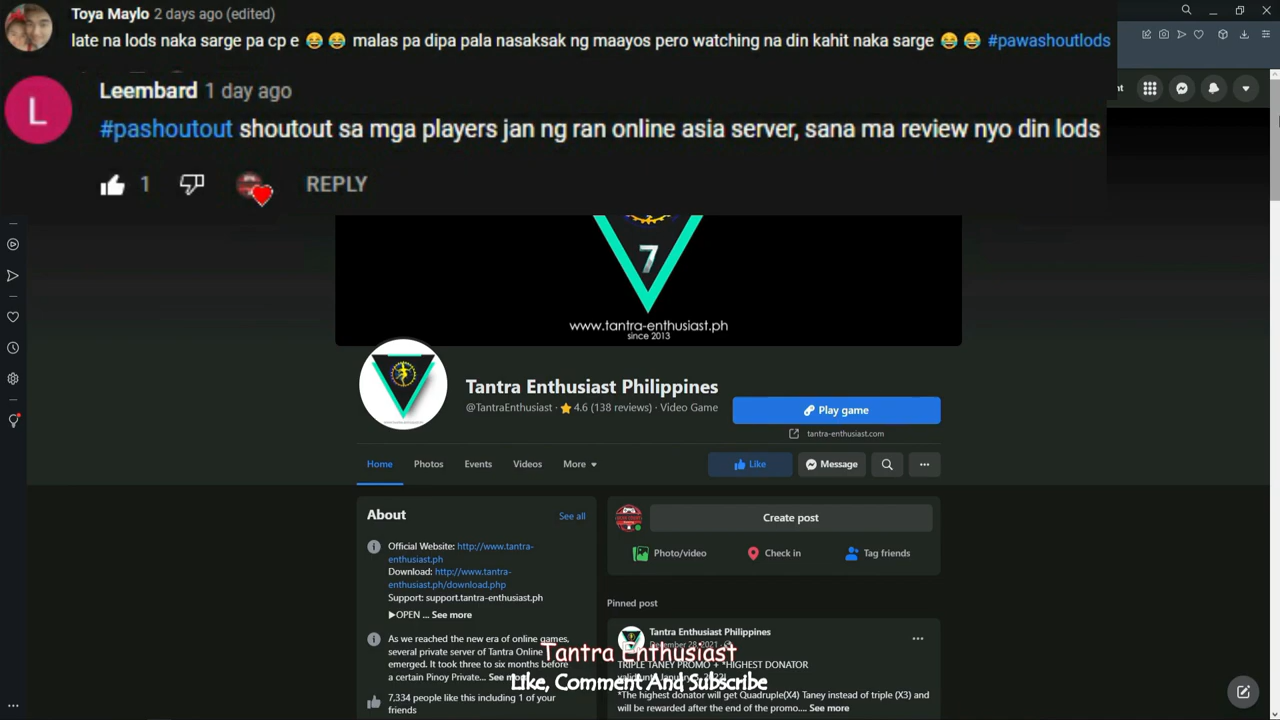 Toya Maylo 2 days ago (edited)
late na lods naka sarge pa cp e 😂 😂 malas pa dipa pala nasaksak ng maayos pero watching na din kahit naka sarge 😂 😂 #pawashoutlods
Leembard 1 day ago
L
#pashoutout shoutout sa mga players jan ng ran online asia server, sana ma review nyo din lods
1 REPLY
7
www.tantra-enthusiast.ph
since 2013
Tantra Enthusiast Philippines
@TantraEnthusiast · 4.6 (138 reviews) · Video Game
Play game
tantra-enthusiast.com
Home Photos Events Videos More
Like Message
About See all
Official Website: http://www.tantra-
enthusiast.ph
Download: http://www.tantra-
enthusiast.ph/download.php
Support: support.tantra-enthusiast.ph
▶OPEN ... See more
As we reached the new era of online games,
several private server of Tantra Online
emerged. It took three to six months before
a certain Pinoy Private...
7,334 people like this including 1 of your
friends
Create post
Photo/video Check in Tag friends
Pinned post
Tantra Enthusiast Philippines
December 28, 2021
TRIPLE TANEY PROMO + *HIGHEST DONATOR
*The highest donator will get Quadruple(X4) Taney instead of triple (X3) and
will be rewarded after the end of the promo.... See more
Tantra Enthusiast
Like, Comment And Subscribe